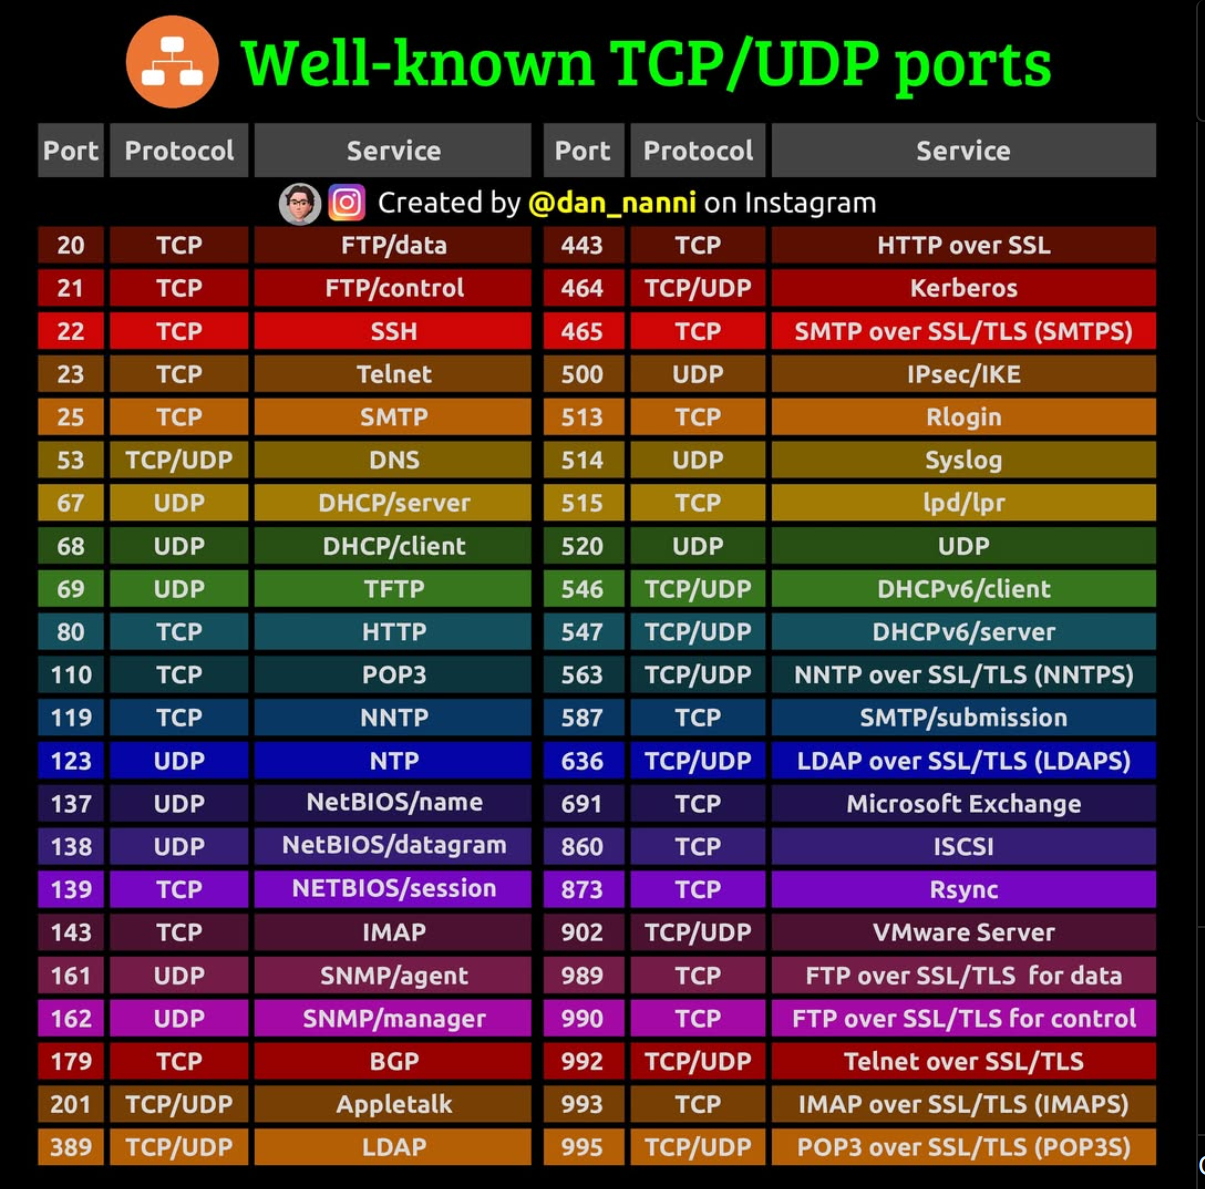 Well-known TCP/UDP ports
Port Protocol Service Port Protocol Service
Created by @dan_nanni on Instagram
20 TCP FTP/data 443 TCP HTTP over SSL
21 TCP FTP/control 464 TCP/UDP Kerberos
22 TCP SSH 465 TCP SMTP over SSL/TLS (SMTPS)
23 TCP Telnet 500 UDP IPsec/IKE
25 TCP SMTP 513 TCP Rlogin
53 TCP/UDP DNS 514 UDP Syslog
67 UDP DHCP/server 515 TCP lpd/lpr
68 UDP DHCP/client 520 UDP UDP
69 UDP TFTP 546 TCP/UDP DHCPv6/client
80 TCP HTTP 547 TCP/UDP DHCPv6/server
110 TCP POP3 563 TCP/UDP NNTP over SSL/TLS (NNTPS)
119 TCP NNTP 587 TCP SMTP/submission
123 UDP NTP 636 TCP/UDP LDAP over SSL/TLS (LDAPS)
137 UDP NetBIOS/name 691 TCP Microsoft Exchange
138 UDP NetBIOS/datagram 860 TCP ISCSI
139 TCP NETBIOS/session 873 TCP Rsync
143 TCP IMAP 902 TCP/UDP VMware Server
161 UDP SNMP/agent 989 TCP FTP over SSL/TLS for data
162 UDP SNMP/manager 990 TCP FTP over SSL/TLS for control
179 TCP BGP 992 TCP/UDP Telnet over SSL/TLS
201 TCP/UDP Appletalk 993 TCP IMAP over SSL/TLS (IMAPS)
389 TCP/UDP LDAP 995 TCP/UDP POP3 over SSL/TLS (POP3S)